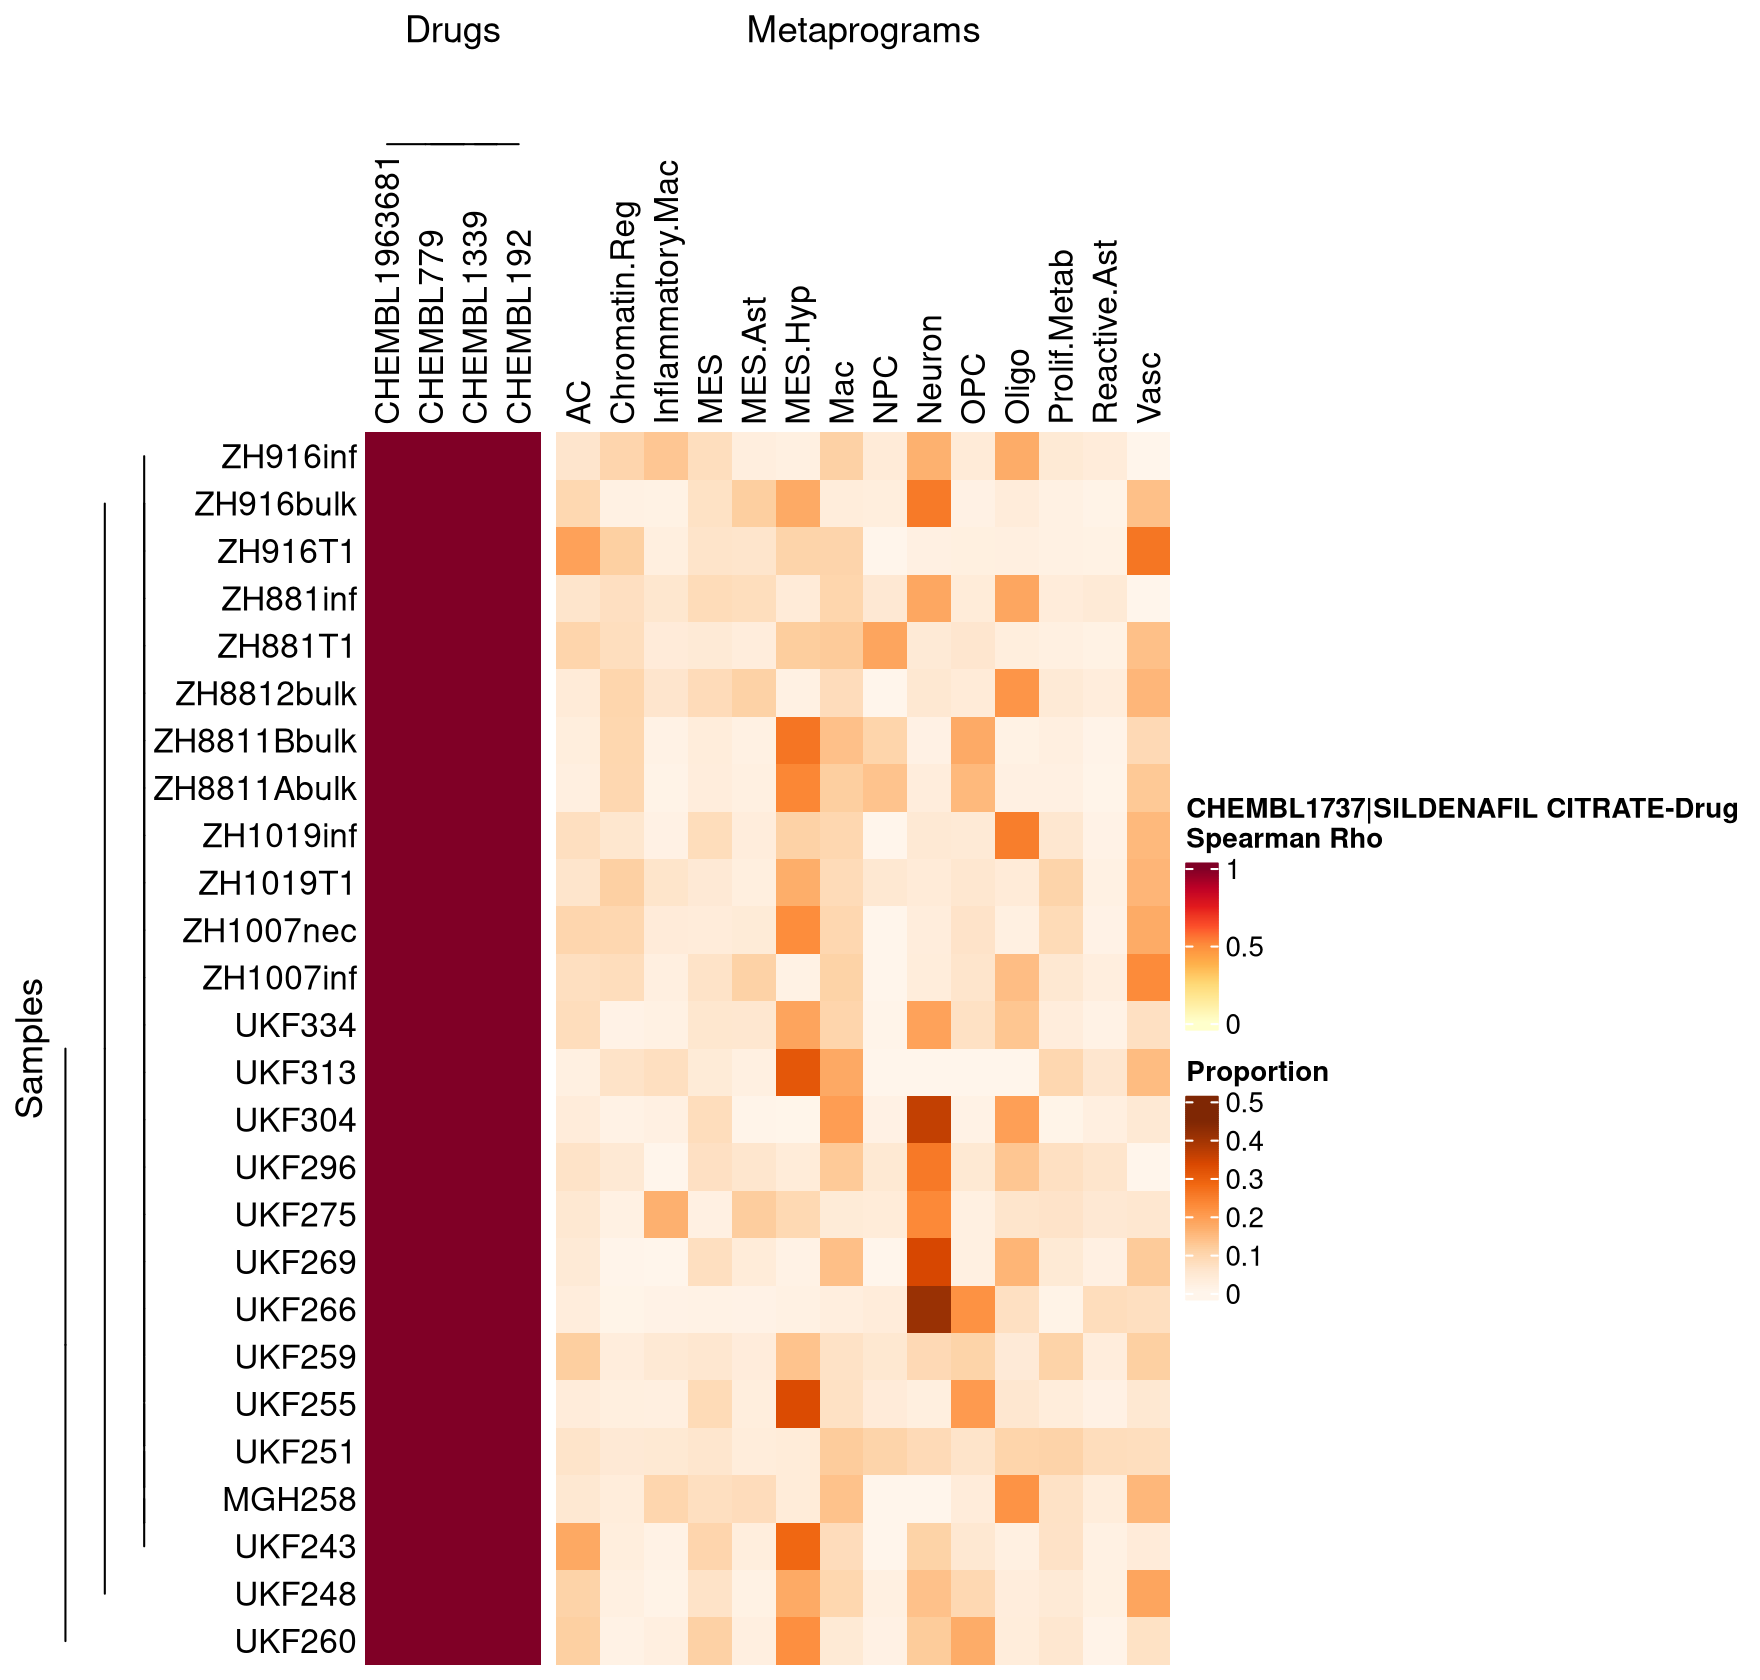 Drugs
Metaprograms
CHEMBL1963681
CHEMBL779
CHEMBL1339
CHEMBL192
AC
Chromatin.Reg
Inflammatory.Mac
MES
MES.Ast
MES.Hyp
Mac
NPC
Neuron
OPC
Oligo
Prolif.Metab
Reactive.Ast
Vasc
Samples
ZH916inf
ZH916bulk
ZH916T1
ZH881inf
ZH881T1
ZH8812bulk
ZH8811Bbulk
ZH8811Abulk
ZH1019inf
ZH1019T1
ZH1007nec
ZH1007inf
UKF334
UKF313
UKF304
UKF296
UKF275
UKF269
UKF266
UKF259
UKF255
UKF251
MGH258
UKF243
UKF248
UKF260
CHEMBL1737|SILDENAFIL CITRATE-Drug
Spearman Rho
1
0.5
0
Proportion
0.5
0.4
0.3
0.2
0.1
0